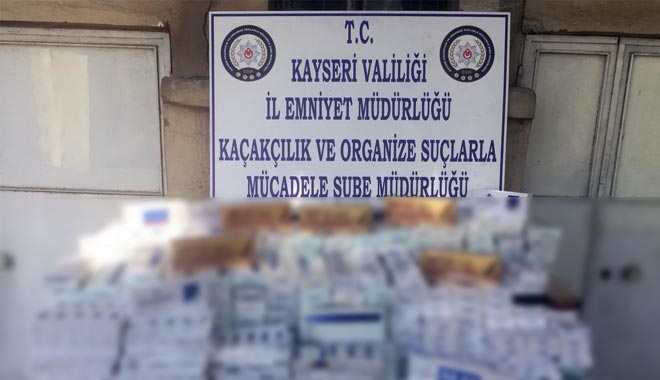 T.C.
KAYSERİ VALİLİĞİ
İL EMNİYET MÜDÜRLÜĞÜ
KAÇAKÇILIK VE ORGANİZE SUÇLARLA
MÜCADELE ŞUBE MÜDÜRLÜĞÜ